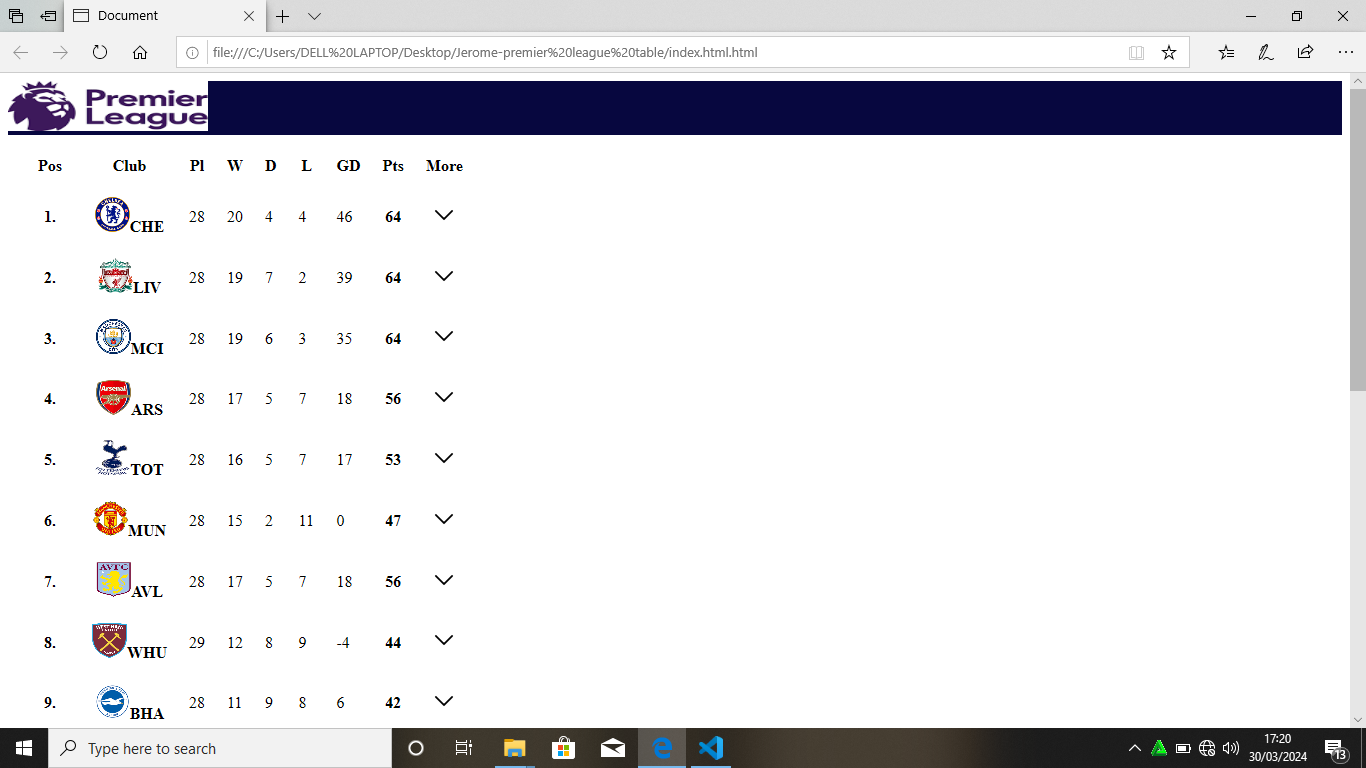 Document
file:///C:/Users/DELL%20LAPTOP/Desktop/Jerome-premier%20league%20table/index.html.html
Premier
League
Pos Club Pl W D L GD Pts More
1. CHE 28 20 4 4 46 64
2. LIV 28 19 7 2 39 64
3. MCI 28 19 6 3 35 64
Arsenal
4. ARS 28 17 5 7 18 56
5. TOT 28 16 5 7 17 53
6. MUN 28 15 2 11 0 47
7. AVL 28 17 5 7 18 56
8. WHU 29 12 8 9 -4 44
9. BHA 28 11 9 8 6 42
Type here to search
17:20
30/03/2024
13